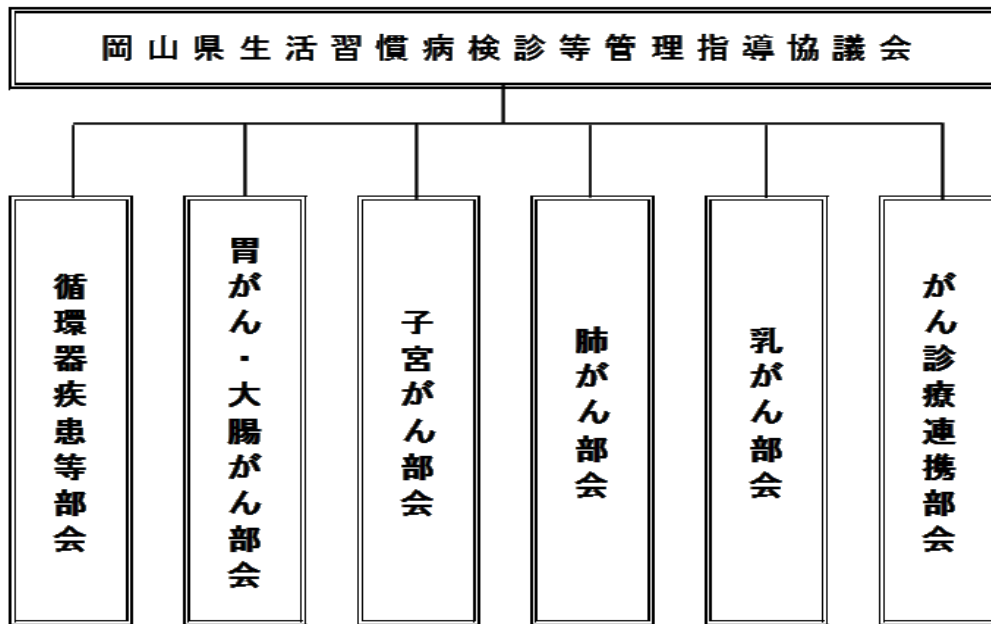 岡山県生活習慣病検診等管理指導協議会
循環器疾患等部会
胃がん・大腸がん部会
子宮がん部会
肺がん部会
乳がん部会
がん診療連携部会